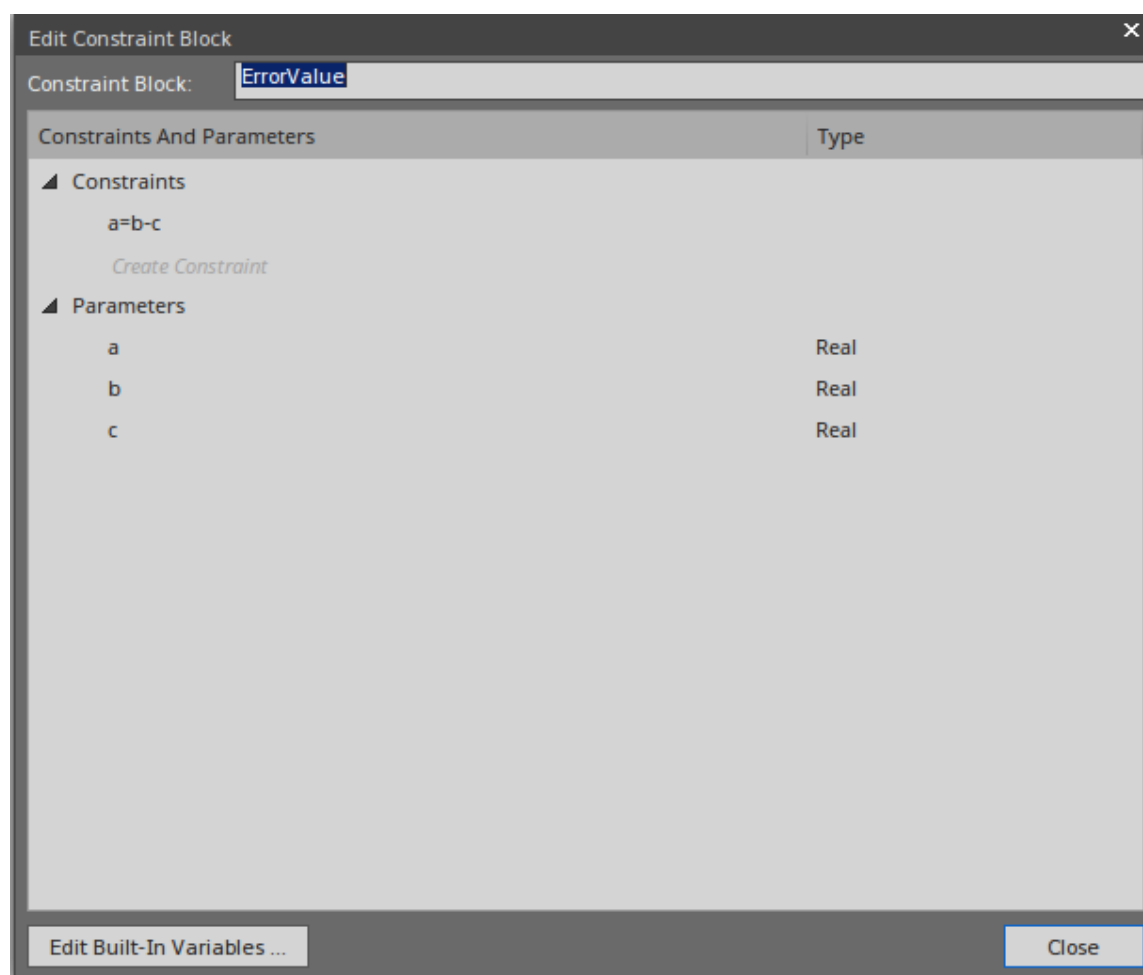 Edit Constraint Block
Constraint Block: ErrorValue
Constraints And Parameters Type
Constraints
a=b-c
Create Constraint
Parameters
a Real
b Real
c Real
Edit Built-In Variables ... Close